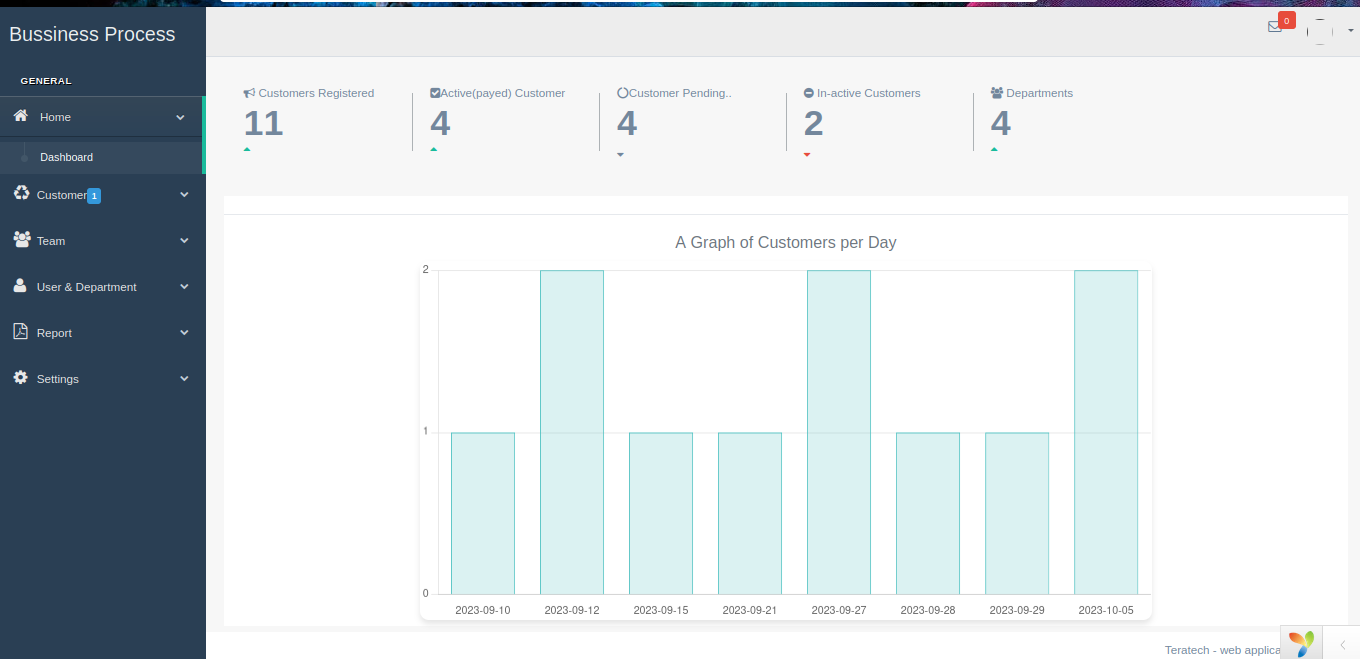 Bussiness Process
0
GENERAL
Home
Dashboard
Customer 1
Team
User & Department
Report
Settings
Customers Registered
11
Active(payed) Customer
4
Customer Pending..
4
In-active Customers
2
Departments
4
A Graph of Customers per Day
2
1
0
2023-09-10 2023-09-12 2023-09-15 2023-09-21 2023-09-27 2023-09-28 2023-09-29 2023-10-05
Teratech - web applica